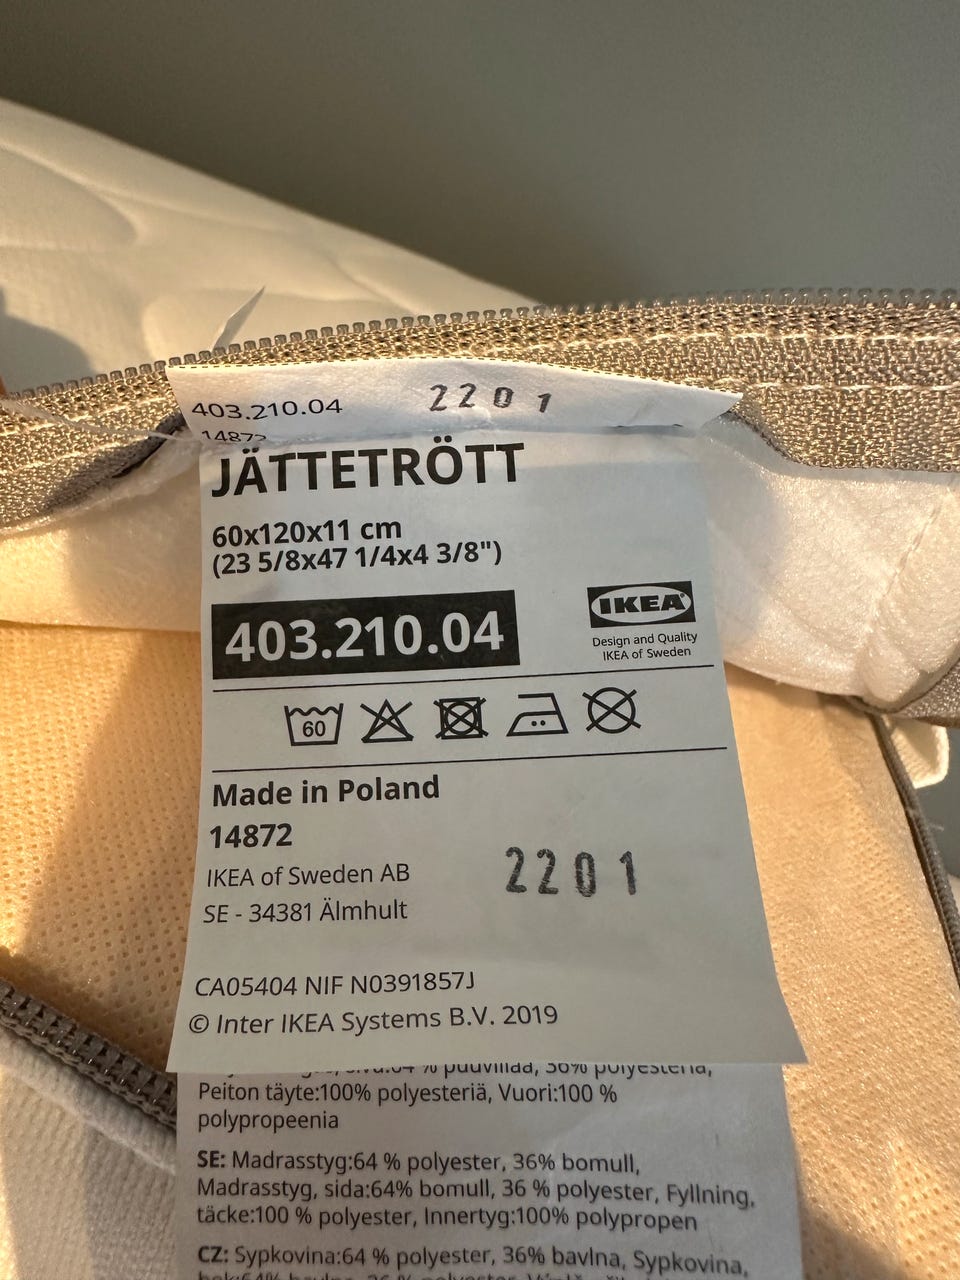 403.210.04 2201
14872
JÄTTETRÖTT
60x120x11 cm
(23 5/8x47 1/4x4 3/8")
403.210.04
IKEA
Design and Quality
IKEA of Sweden
60
Made in Poland
14872
2201
IKEA of Sweden AB
SE - 34381 Älmhult
CA05404 NIF N0391857J
© Inter IKEA Systems B.V. 2019
% puuvillaa, 36% polyesteriä,
Peiton täyte:100% polyesteriä, Vuori:100 %
polypropeenia
SE: Madrasstyg:64 % polyester, 36% bomull,
Madrasstyg, sida:64% bomull, 36 % polyester, Fyllning,
täcke:100 % polyester, Innertyg:100% polypropen
CZ: Sypkovina:64 % polyester, 36% bavlna, Sypkovina,